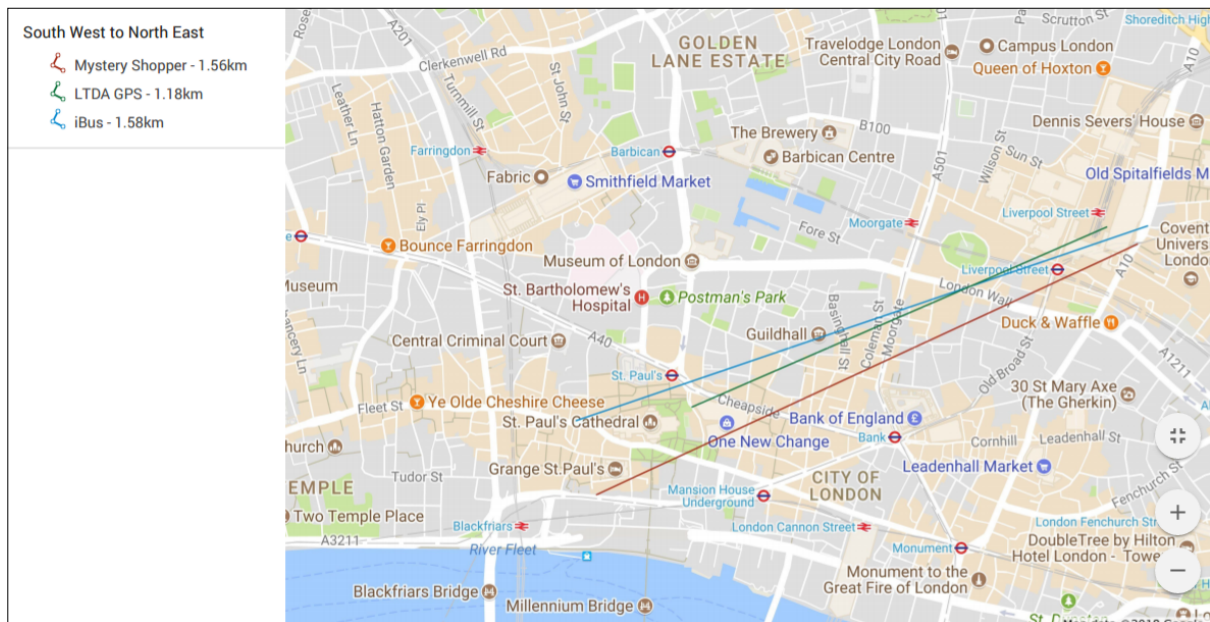 South West to North East
Mystery Shopper - 1.56km
LTDA GPS - 1.18km
iBus - 1.58km
A201
Clerkenwell Rd
GOLDEN
LANE ESTATE
Travelodge London
Central City Road
A501
Scrutton St
Campus London
Shoreditch High
Queen of Hoxton
A10
Leather Ln
Hatton Garden
Turnmill St
St John St
The Brewery
B100
Dennis Severs' House
Farringdon
Barbican
Barbican Centre
Wilson St
Sun St
Fabric
Smithfield Market
Old Spitalfields M
Ely Pl
Moorgate
Liverpool Street
Fore St
Bounce Farringdon
Covent
Univers
London
Museum of London
Liverpool Street
A10
Museum
St. Bartholomew's
Hospital
Postman's Park
London Wall
Basinghall St
Coleman St
Moorgate
Guildhall
Duck & Waffle
Central Criminal Court
A40
A1211
Old Broad St
St. Paul's
30 St Mary Axe
(The Gherkin)
Fleet St
Ye Olde Cheshire Cheese
Cheapside
St. Paul's Cathedral
Bank of England
One New Change
Bank
Cornhill
Leadenhall St
hurch
Grange St.Paul's
Leadenhall Market
Tudor St
EMPLE
Mansion House
Underground
CITY OF
LONDON
Fenchurch St
Two Temple Place
Blackfriars
London Cannon Street
London Fenchurch Stre
A3211
River Fleet
Monument
DoubleTree by Hilton
Hotel London - Towe
Blackfriars Bridge
Millennium Bridge
Monument to the
Great Fire of London